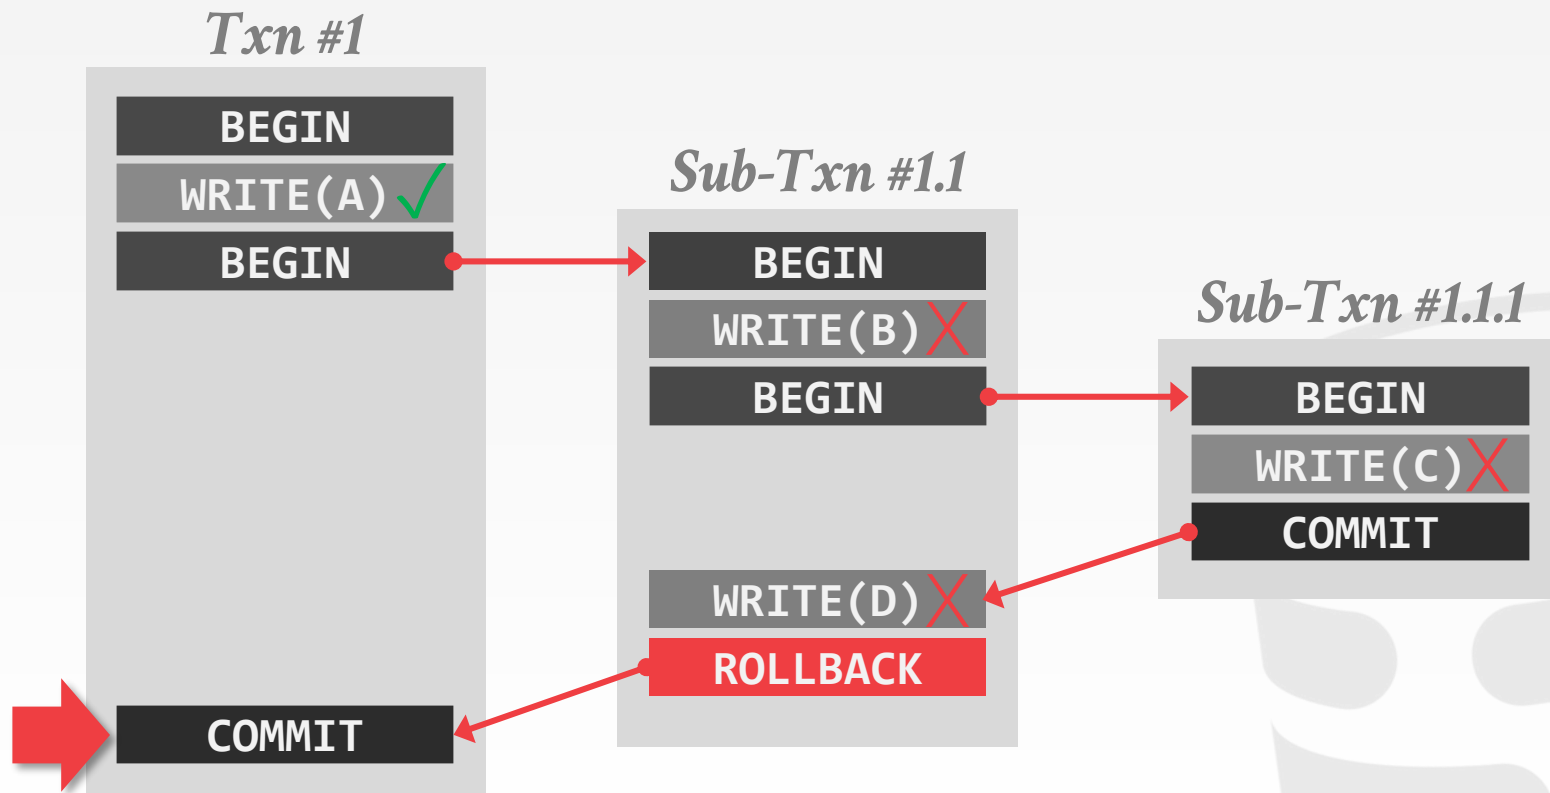 Txn #1
BEGIN
WRITE(A)
BEGIN
COMMIT
Sub-Txn #1.1
BEGIN
WRITE(B)
BEGIN
WRITE(D)
ROLLBACK
Sub-Txn #1.1.1
BEGIN
WRITE(C)
COMMIT